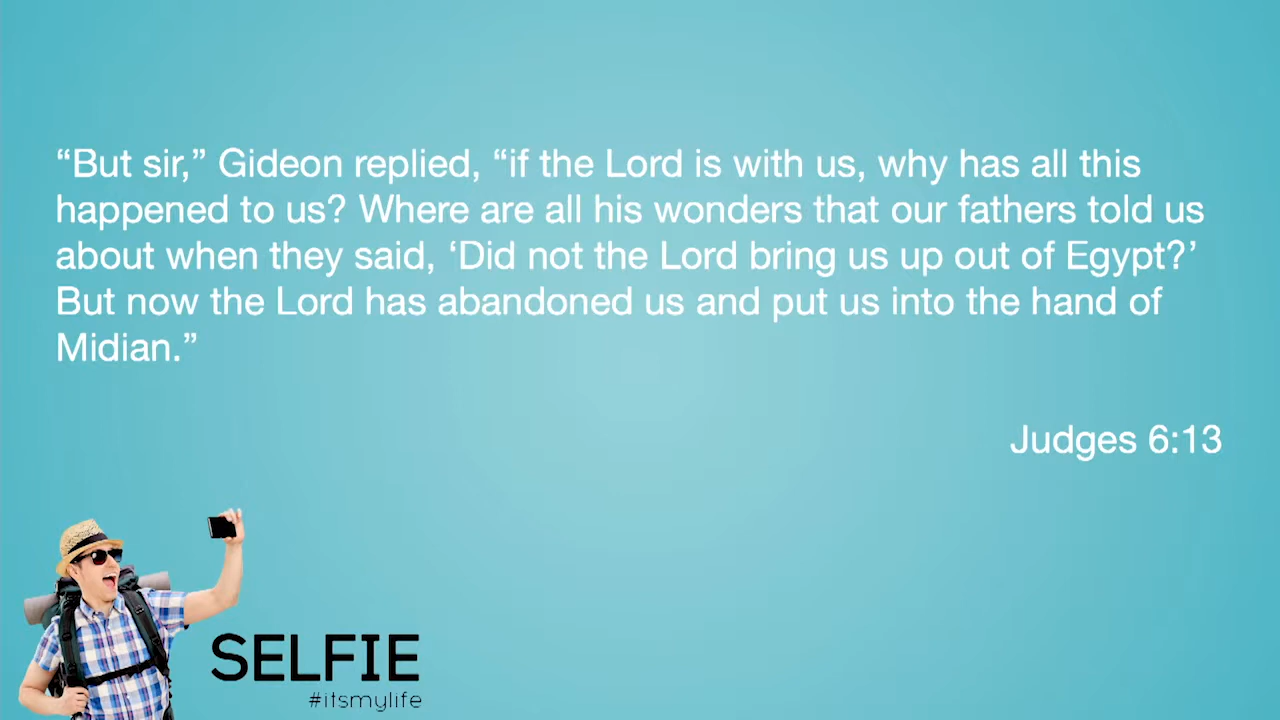 “But sir,” Gideon replied, “if the Lord is with us, why has all this
happened to us? Where are all his wonders that our fathers told us
about when they said, ‘Did not the Lord bring us up out of Egypt?’
But now the Lord has abandoned us and put us into the hand of
Midian.”
Judges 6:13
SELFIE
#itsmylife